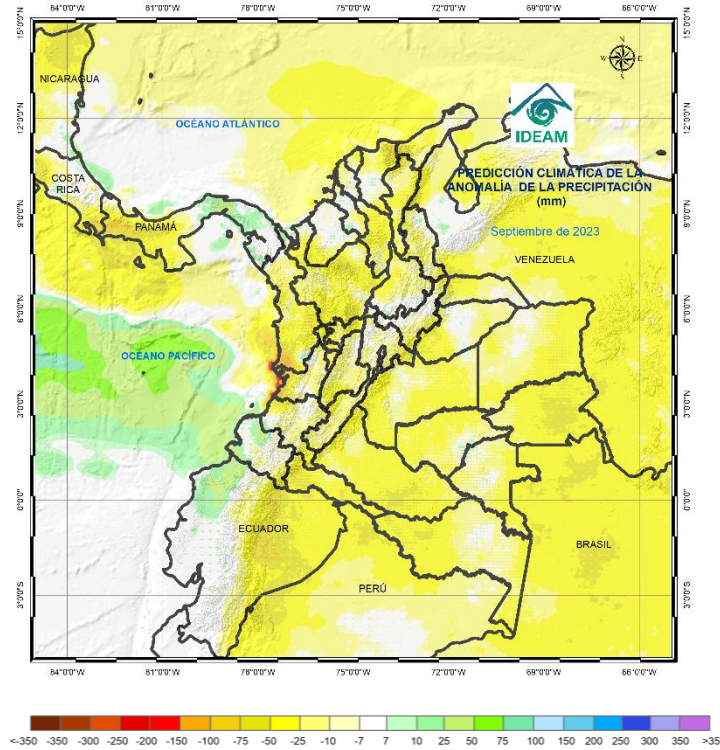 84°0'0"W 81°0'0"W 78°0'0"W 75°0'0"W 72°0'0"W 69°0'0"W 66°0'0"W
15°0'0"N 15°0'0"N
NICARAGUA
W E
OCÉANO ATLÁNTICO
12°0'0"N 12°0'0"N
IDEAM
COSTA
RICA
PREDICCIÓN CLIMÁTICA DE LA
ANOMALÍA DE LA PRECIPITACIÓN
(mm)
9°0'0"N 9°0'0"N
PANAMÁ
Septiembre de 2023
VENEZUELA
6°0'0"N 6°0'0"N
OCÉANO PACÍFICO
3°0'0"N 3°0'0"N
0°0'0" 0°0'0"
ECUADOR
BRASIL
PERÚ
3°0'0"S 3°0'0"S
84°0'0"W 81°0'0"W 78°0'0"W 75°0'0"W 72°0'0"W 69°0'0"W 66°0'0"W
<-350 -350 -300 -250 -200 -150 -100 -75 -50 -25 -10 -7 7 10 25 50 75 100 150 200 250 300 350 >35